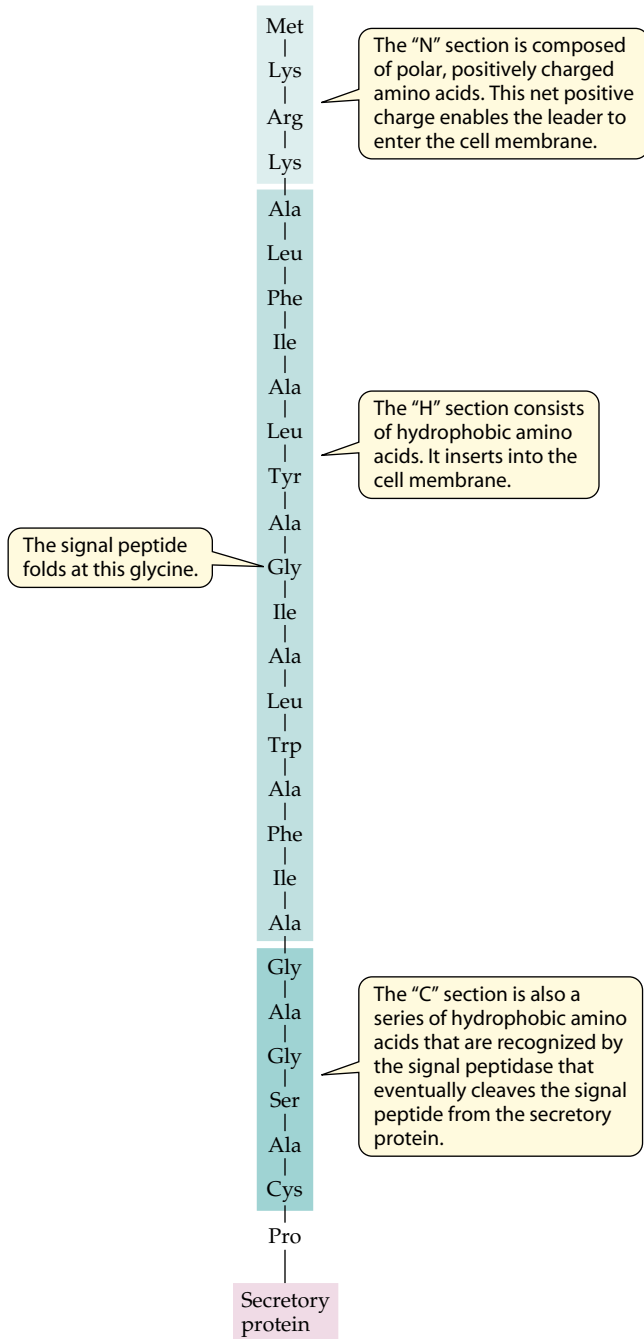 Met
Lys
Arg
Lys
The “N” section is composed
of polar, positively charged
amino acids. This net positive
charge enables the leader to
enter the cell membrane.
Ala
Leu
Phe
Ile
Ala
Leu
Tyr
Ala
Gly
Ile
Ala
Leu
Trp
Ala
Phe
Ile
Ala
The “H” section consists
of hydrophobic amino
acids. It inserts into the
cell membrane.
The signal peptide
folds at this glycine.
Gly
Ala
Gly
Ser
Ala
Cys
The “C” section is also a
series of hydrophobic amino
acids that are recognized by
the signal peptidase that
eventually cleaves the signal
peptide from the secretory
protein.
Pro
Secretory
protein